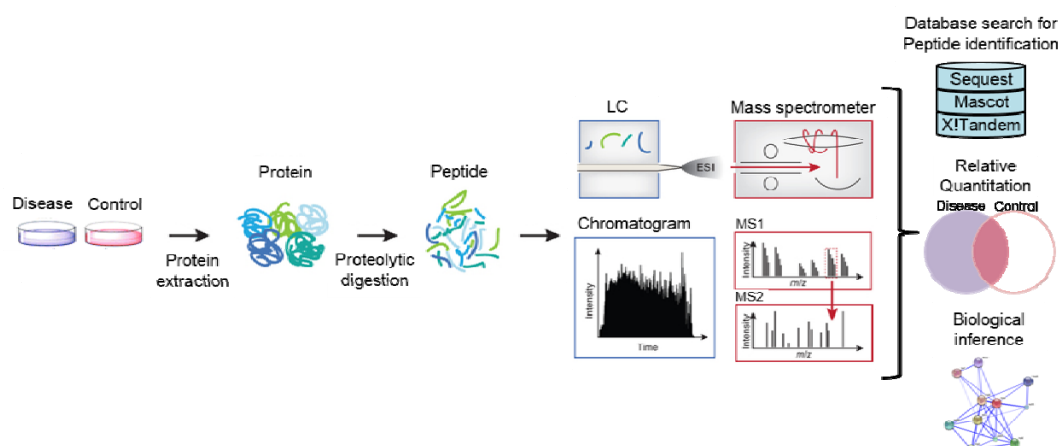 Disease
Control
Protein
extraction
Protein
Proteolytic
digestion
Peptide
LC
ESI
Mass spectrometer
Chromatogram
Intensity
Time
MS1
Intensity
m/z
MS2
Intensity
m/z
Database search for
Peptide identification
Sequest
Mascot
X!Tandem
Relative
Quantitation
Disease
Control
Biological
inference